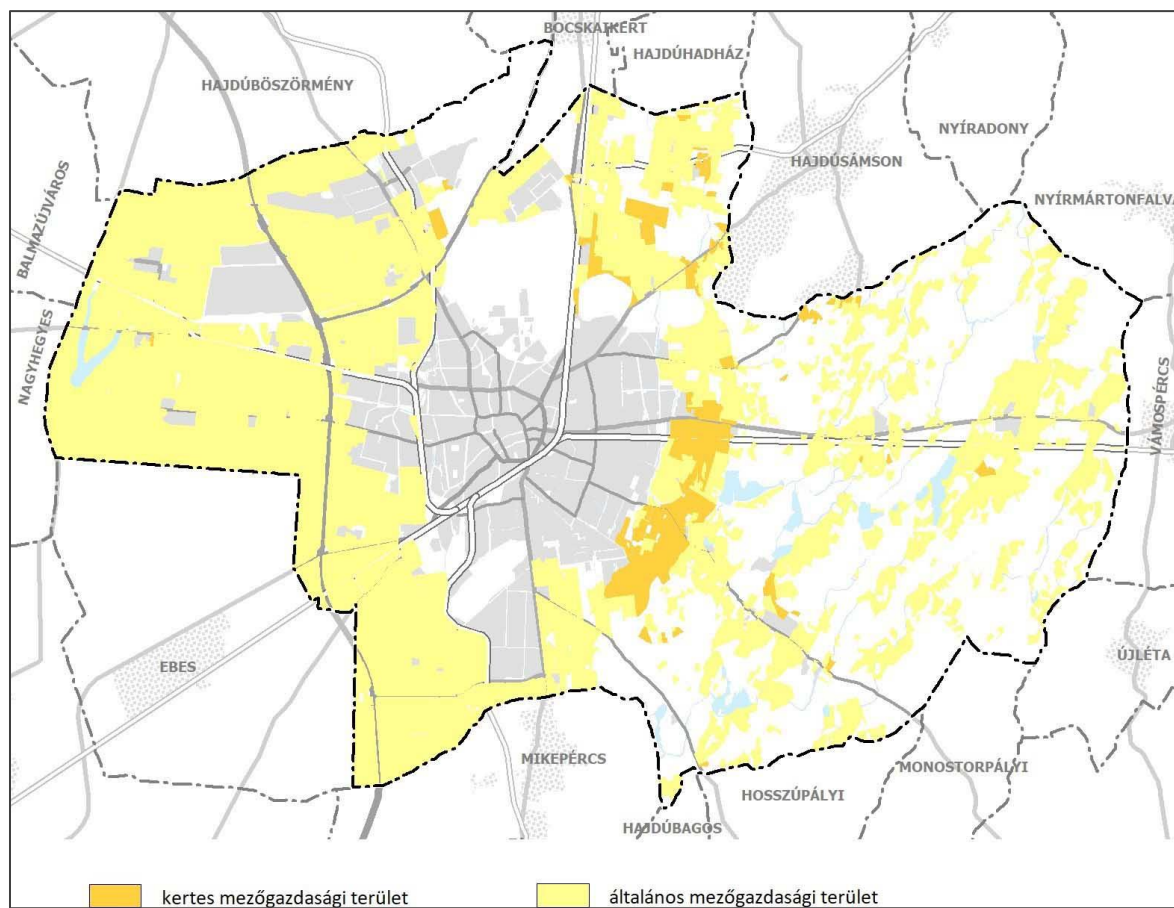 BOCSKAIKERT
HAJDÚHADHÁZ
HAJDÚBÖSZÖRMÉNY
NYÍRADONY
HAJDÚSÁMSON
NYÍRMÁRTONFALVA
BALMAZÚJVÁROS
NAGYHEGYES
VÁMOSPÉRCS
EBES
ÚJLÉTA
MIKEPÉRCS
MONOSTORPÁLYI
HOSSZÚPÁLYI
HAJDÚBAGOS
kertes mezőgazdasági terület
általános mezőgazdasági terület